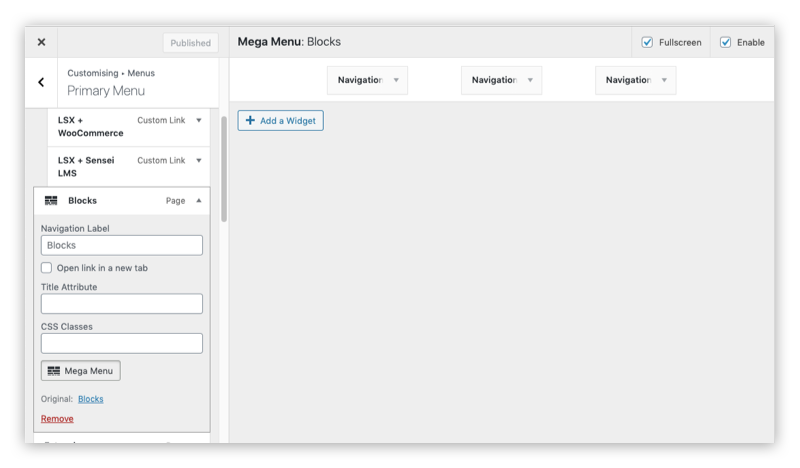 Published
Customising ▸ Menus
Primary Menu
LSX +
WooCommerce
Custom Link
LSX + Sensei
LMS
Custom Link
Blocks
Page
Navigation Label
Blocks
Open link in a new tab
Title Attribute
CSS Classes
Mega Menu
Original: Blocks
Remove
Mega Menu: Blocks
Fullscreen
Enable
Navigation
Navigation
Navigation
Add a Widget